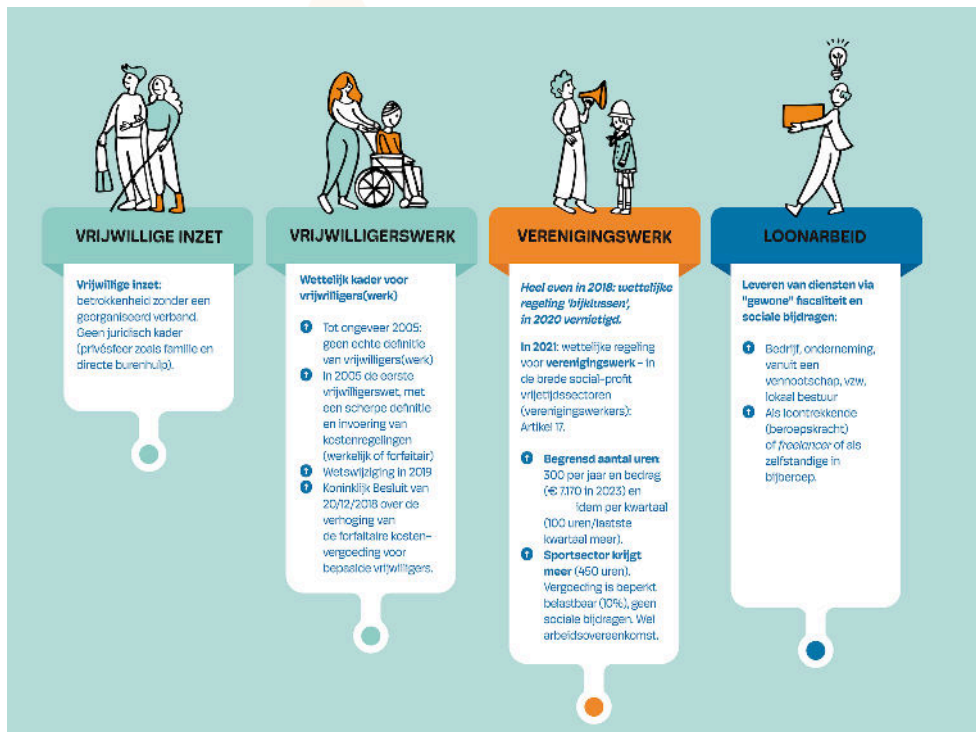 VRIJWILLIGE INZET
Vrijwillige inzet:
betrokkenheid zonder een
georganiseerd verband.
Geen juridisch kader
(privésfeer zoals familie en
directe burenhulp).
VRIJWILLIGERSWERK
Wettelijk kader voor
vrijwilligers(werk)
Tot ongeveer 2005:
geen echte definitie
van vrijwilligers(werk)
In 2005 de eerste
vrijwilligerswet, met
een scherpe definitie
en invoering van
kostenregelingen
(werkelijk of forfaitair)
Wetswijziging in 2019
Koninklijk Besluit van
20/12/2018 over de
verhoging van
de forfaitaire kosten-
vergoeding voor
bepaalde vrijwilligers.
VERENIGINGSWERK
Heel even in 2018: wettelijke
regeling 'bijklussen',
in 2020 vernietigd.
In 2021: wettelijke regeling
voor verenigingswerk – in
de brede social-profit
vrijetijdssectoren
(verenigingswerkers):
Artikel 17.
Begrensd aantal uren:
300 per jaar en bedrag
(€ 7.170 in 2023) en
idem per kwartaal
(100 uren/laatste
kwartaal meer).
Sportsector krijgt
meer (450 uren).
Vergoeding is beperkt
belastbaar (10%), geen
sociale bijdragen. Wel
arbeidsovereenkomst.
LOONARBEID
Leveren van diensten via
"gewone" fiscaliteit en
sociale bijdragen:
Bedrijf, onderneming,
vanuit een
vennootschap, vzw,
lokaal bestuur
Als loontrekkende
(beroepskracht)
of freelancer of als
zelfstandige in
bijberoep.